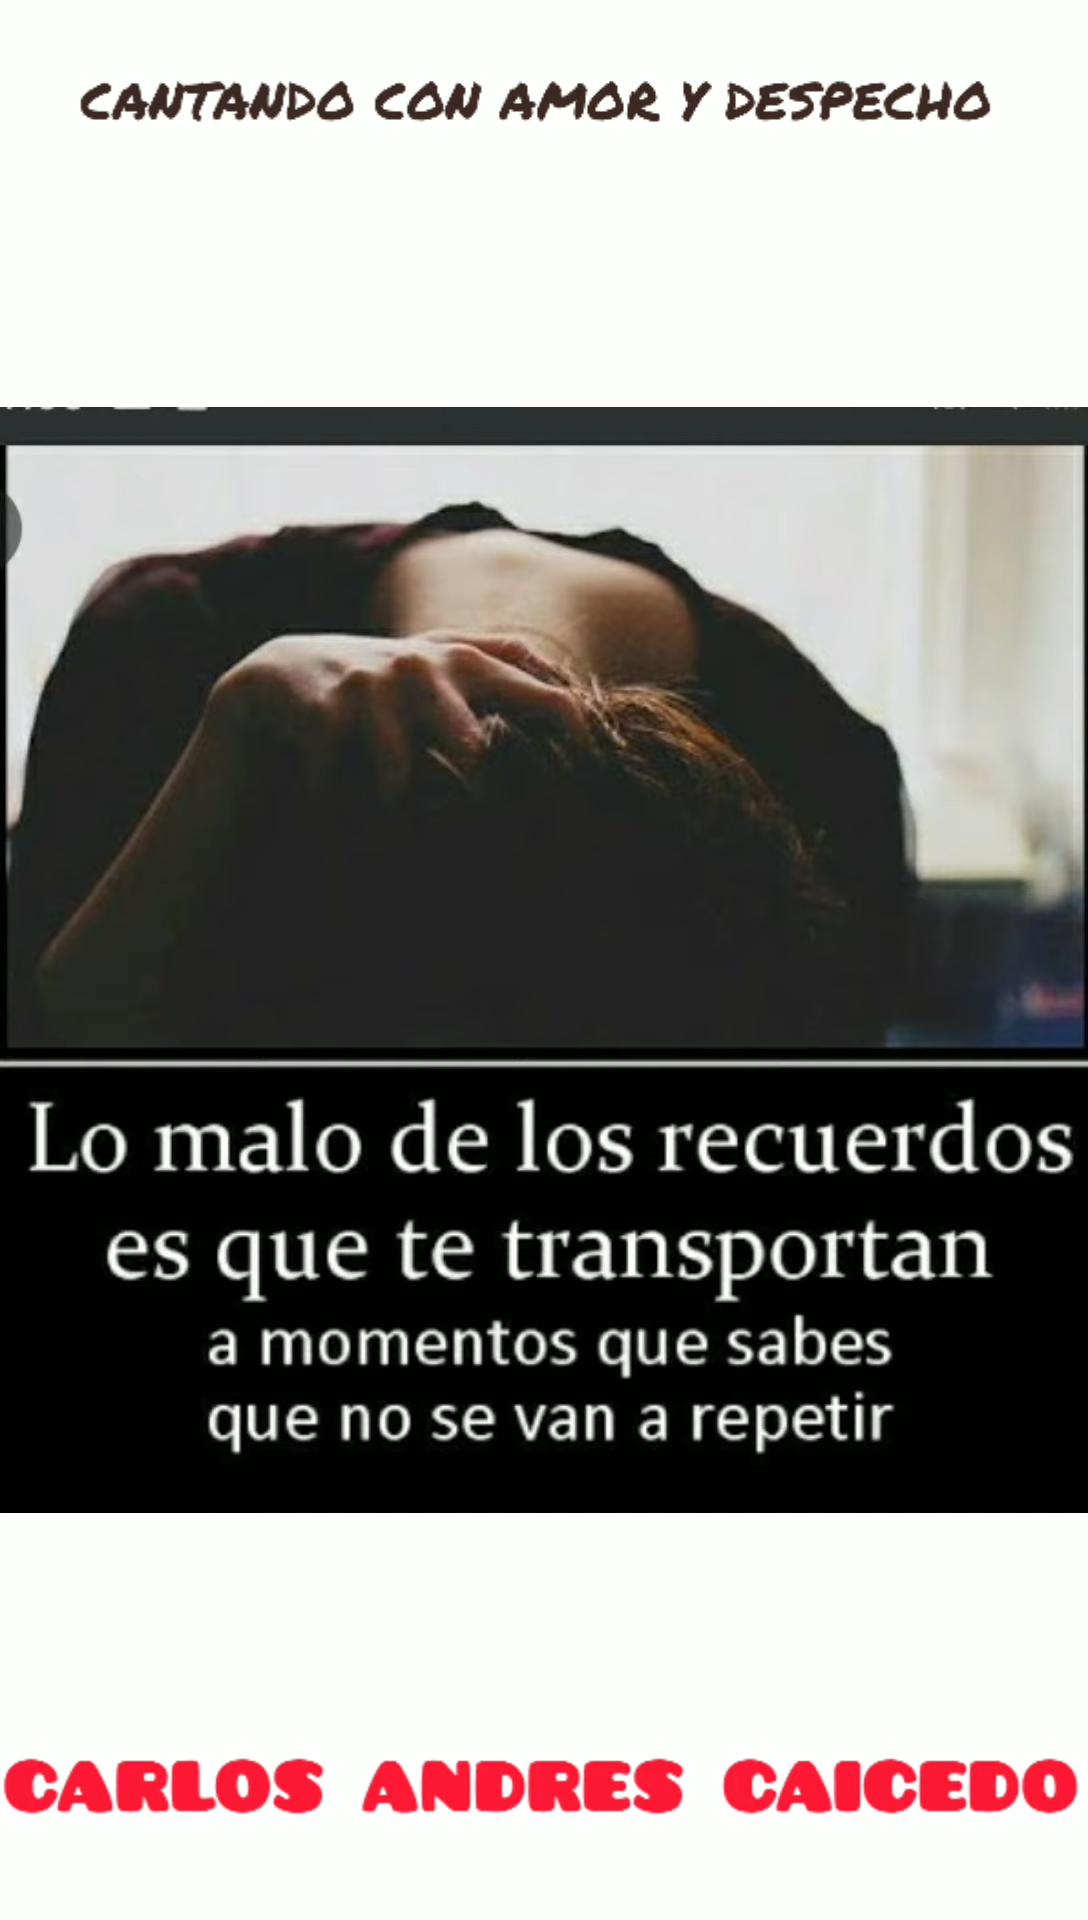 CANTANDO CON AMOR Y DESPECHO
Lo malo de los recuerdos
es que te transportan
a momentos que sabes
que no se van a repetir
CARLOS ANDRES CAICEDO